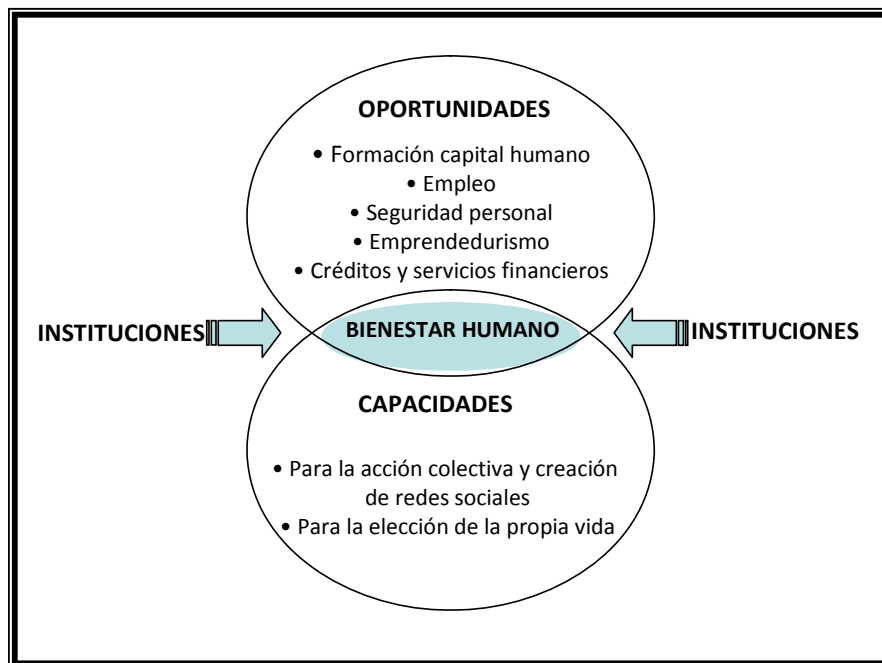 OPORTUNIDADES
• Formación capital humano
• Empleo
• Seguridad personal
• Emprendedurismo
• Créditos y servicios financieros
INSTITUCIONES
BIENESTAR HUMANO
INSTITUCIONES
CAPACIDADES
• Para la acción colectiva y creación
de redes sociales
• Para la elección de la propia vida